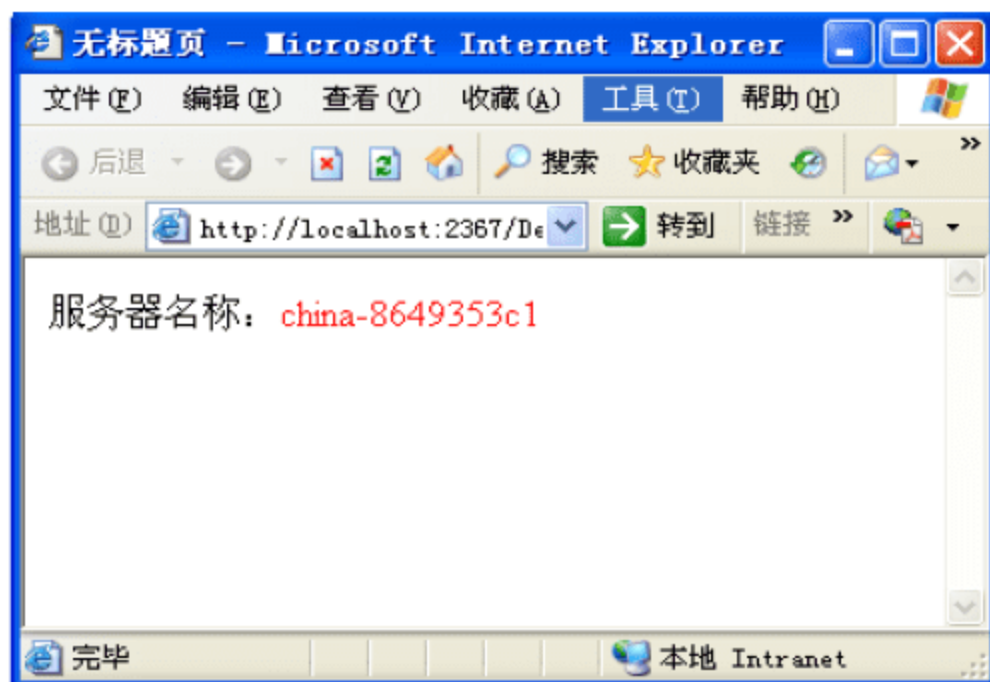 无标题页 - Microsoft Internet Explorer
文件(F) 编辑(E) 查看(V) 收藏(A) 工具(T) 帮助(H)
后退 搜索 收藏夹 »
地址(D) http://localhost:2367/De 转到 链接 »
服务器名称：china-8649353c1
完毕 本地 Intranet